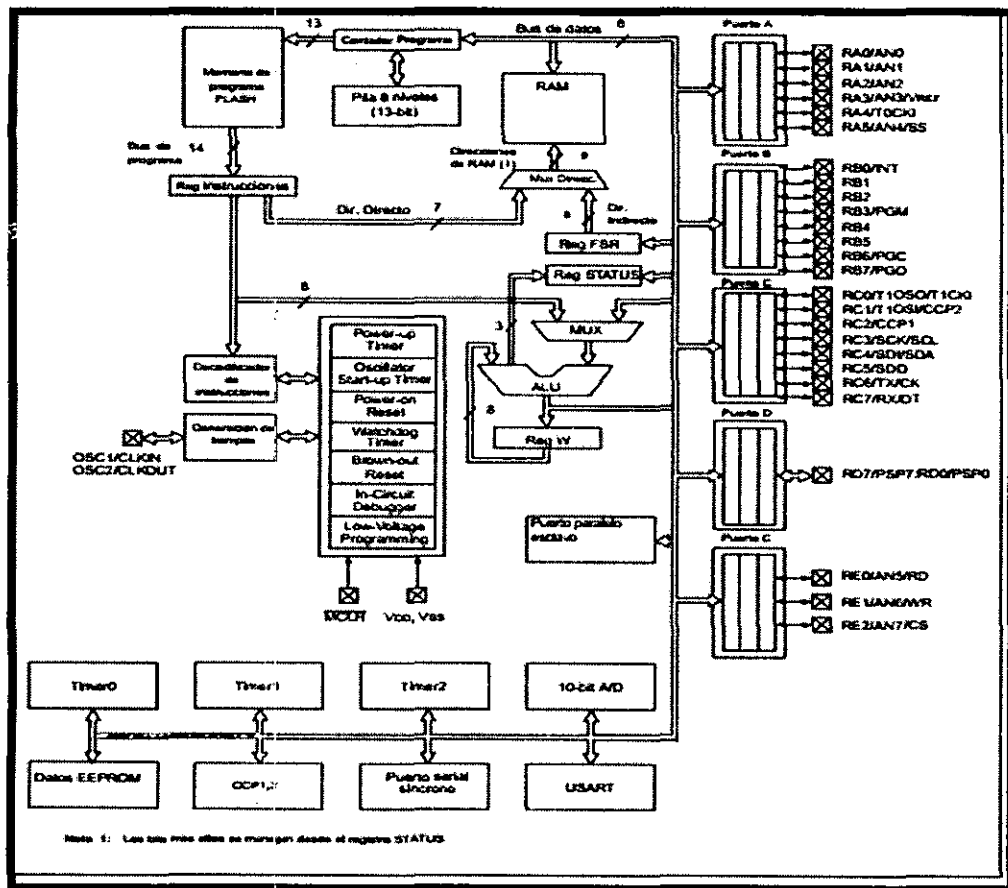 13
Contador Programa
Bus de datos
8
Puerto A
Memoria de
programa
FLASH
Pila 8 niveles
(13-bit)
RAM
RA0/AN0
RA1/AN1
RA2/AN2
RA3/AN3/Vref
RA4/T0CKI
RA5/AN4/SS
Bus de
programa
14
Direcciones
de RAM (1)
9
Mux Direcc.
Puerto B
RB0/INT
RB1
RB2
RB3/PGM
RB4
RB5
RB6/PGC
RB7/PGD
Reg Instrucciones
Dir. Directo
7
8
Dir.
Indirecto
Reg FSR
Reg STATUS
Puerto C
RC0/T1OSO/T1CKI
RC1/T1OSI/CCP2
RC2/CCP1
RC3/SCK/SCL
RC4/SDI/SDA
RC5/SDO
RC6/TX/CK
RC7/RX/DT
8
3
MUX
ALU
8
Reg W
Decodificador
de
instrucciones
Generación de
tiempos
OSC1/CLKIN
OSC2/CLKOUT
Power-up
Timer
Oscillator
Start-up Timer
Power-on
Reset
Watchdog
Timer
Brown-out
Reset
In-Circuit
Debugger
Low-Voltage
Programming
MCLR
Vdd, Vss
Puerto D
RD7/PSP7:RD0/PSP0
Puerto paralelo
esclavo
Puerto C
RE0/AN5/RD
RE1/AN6/WR
RE2/AN7/CS
Timer0
Timer1
Timer2
10-bit A/D
Datos EEPROM
CCP1,2
Puerto serial
síncrono
USART
Nota 1: Los bits más altos se manejan desde el registro STATUS